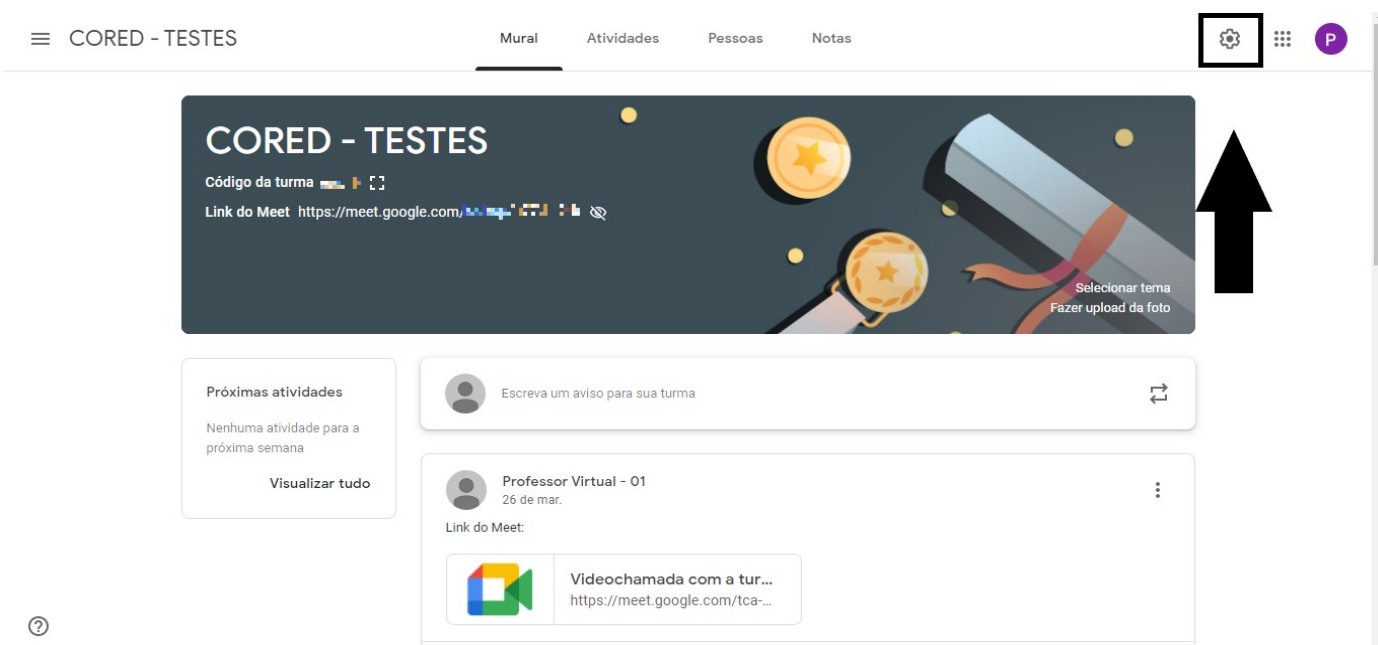 CORED - TESTES
Mural Atividades Pessoas Notas
P
CORED - TESTES
Código da turma
Link do Meet https://meet.google.com/
Selecionar tema
Fazer upload da foto
Próximas atividades
Nenhuma atividade para a
próxima semana
Visualizar tudo
Escreva um aviso para sua turma
Professor Virtual - 01
26 de mar.
Link do Meet:
Videochamada com a tur...
https://meet.google.com/tca-...